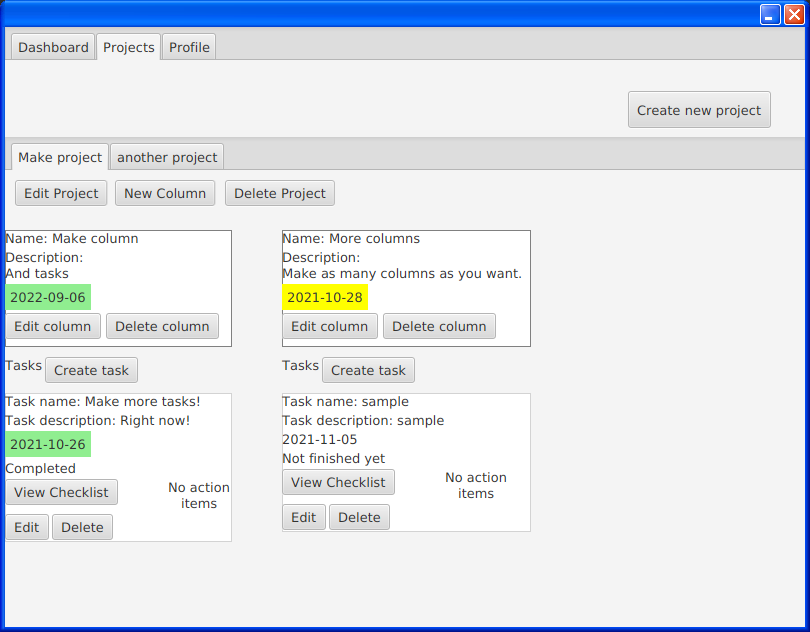 Dashboard Projects Profile
Create new project
Make project another project
Edit Project New Column Delete Project
Name: Make column
Description:
And tasks
2022-09-06
Edit column Delete column
Tasks Create task
Task name: Make more tasks!
Task description: Right now!
2021-10-26
Completed
View Checklist
No action
items
Edit Delete
Name: More columns
Description:
Make as many columns as you want.
2021-10-28
Edit column Delete column
Tasks Create task
Task name: sample
Task description: sample
2021-11-05
Not finished yet
View Checklist
No action
items
Edit Delete